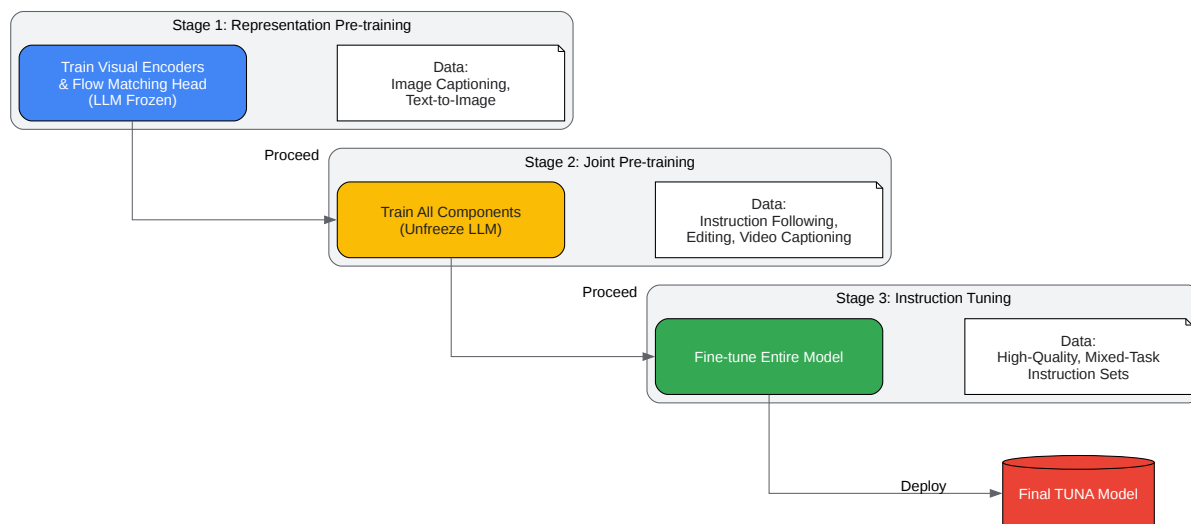 Stage 1: Representation Pre-training
Train Visual Encoders
& Flow Matching Head
(LLM Frozen)
Data:
Image Captioning,
Text-to-Image
Proceed
Stage 2: Joint Pre-training
Train All Components
(Unfreeze LLM)
Data:
Instruction Following,
Editing, Video Captioning
Proceed
Stage 3: Instruction Tuning
Fine-tune Entire Model
Data:
High-Quality, Mixed-Task
Instruction Sets
Deploy
Final TUNA Model